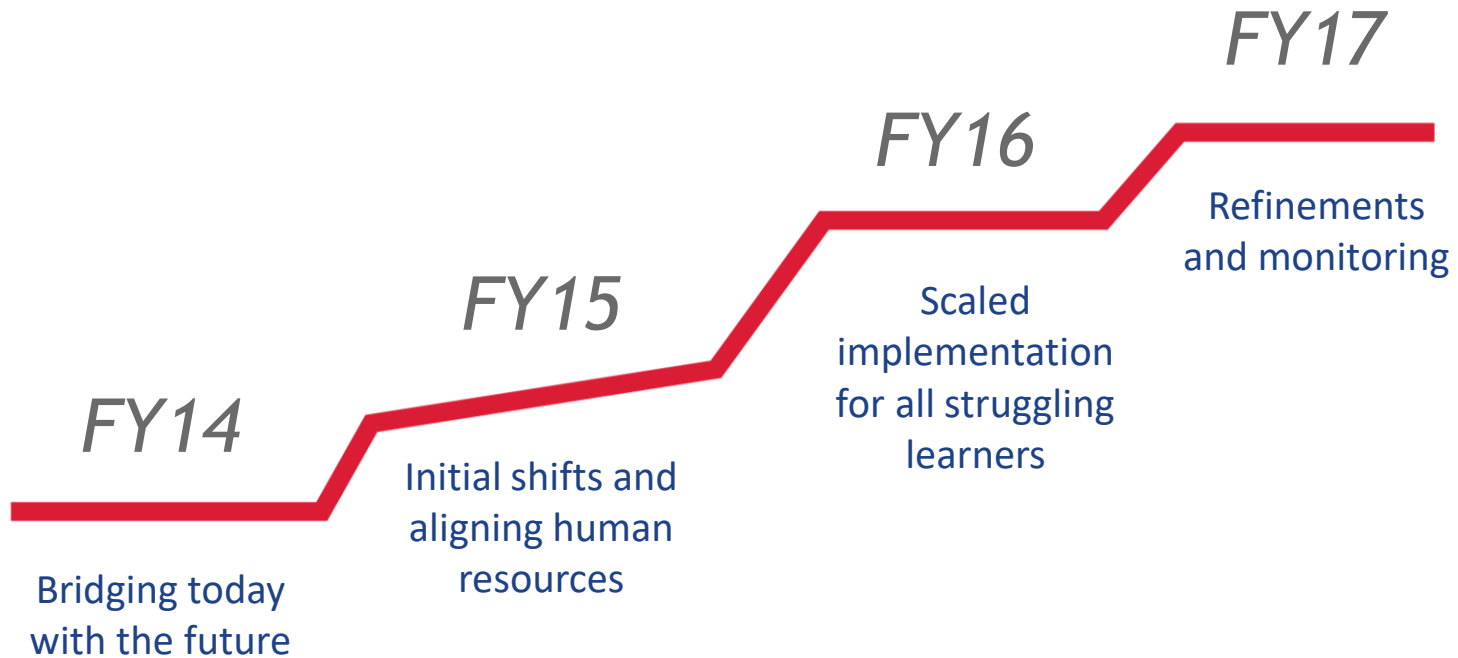 FY14
Bridging today
with the future
FY15
Initial shifts and
aligning human
resources
FY16
Scaled
implementation
for all struggling
learners
FY17
Refinements
and monitoring